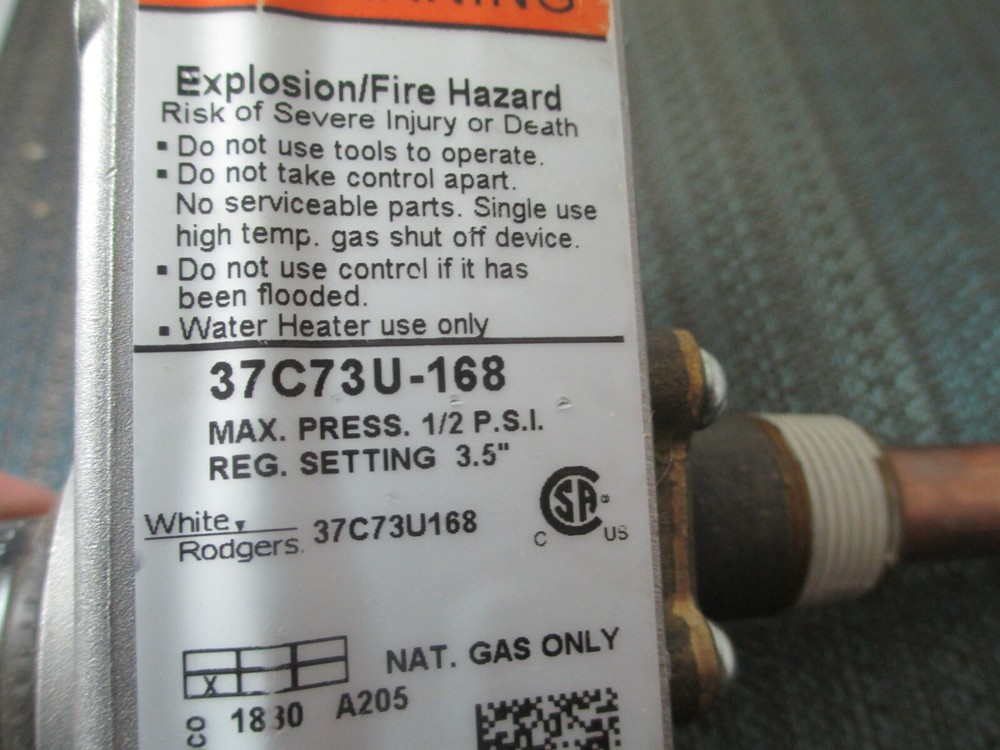 WARNING
Explosion/Fire Hazard
Risk of Severe Injury or Death
▪ Do not use tools to operate.
▪ Do not take control apart.
No serviceable parts. Single use
high temp. gas shut off device.
▪ Do not use control if it has
been flooded.
▪ Water Heater use only
37C73U-168
MAX. PRESS. 1/2 P.S.I.
REG. SETTING 3.5"
White
Rodgers. 37C73U168
C SA ® US
NAT. GAS ONLY
X
CO 1830 A205